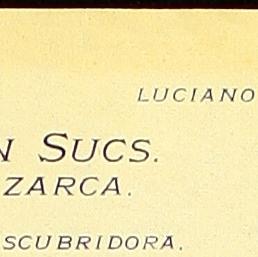 LUCIANO
N SUCS.
ZARCA.
SCUBRIDORA.